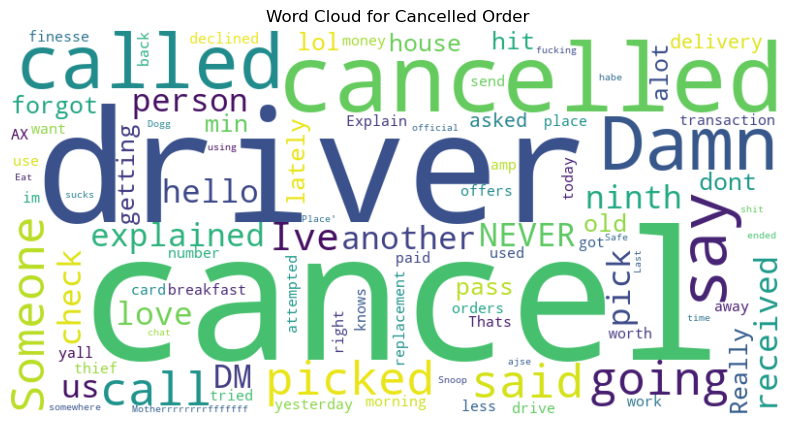 Word Cloud for Cancelled Order
finesse
called
back
declined
lol
money
house
cancelled
hit
fucking
delivery
forgot
person
send
habe
alot
AX
want
driver
Dogg
min
Explain
official
asked
place
transaction
use
Eat
getting
using
lately
amp
today
Damn
im
sucks
hello
offers
ninth
dont
Someone
Place'
explained
Ive
another
NEVER
old
say
number
paid
used
got
Safe
Last
shit
ended
check
cancel
card
breakfast
attempted
right
knows
replacement
orders
pass
Thats
pick
away
received
love
chat
time
worth
yall
thief
us
call
DM
picked
Snoop
ajse
said
going
Really
somewhere
Motherrrrrrrrfffffff
tried
yesterday
morning
less
drive
work